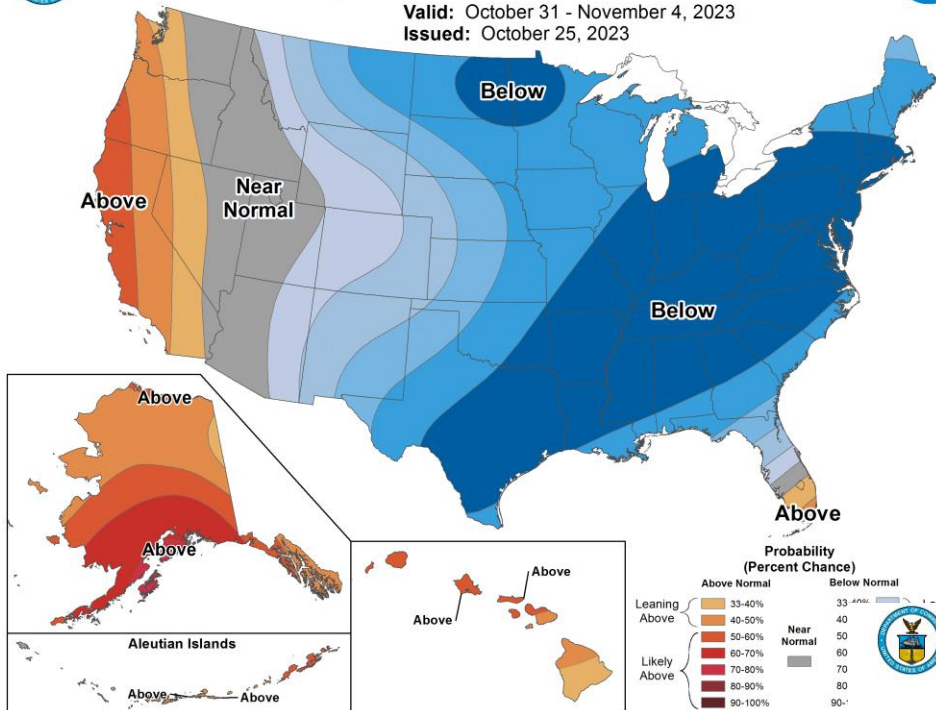 Valid: October 31 - November 4, 2023
Issued: October 25, 2023
Below
Above
Near
Normal
Below
Above
Above
Above
Above
Above
Aleutian Islands
Above
Above
Probability
(Percent Chance)
Above Normal
Below Normal
Leaning
Above
33-40%
40-50%
Likely
Above
50-60%
60-70%
70-80%
80-90%
90-100%
Near
Normal
33
40
50
60
70
80
90-